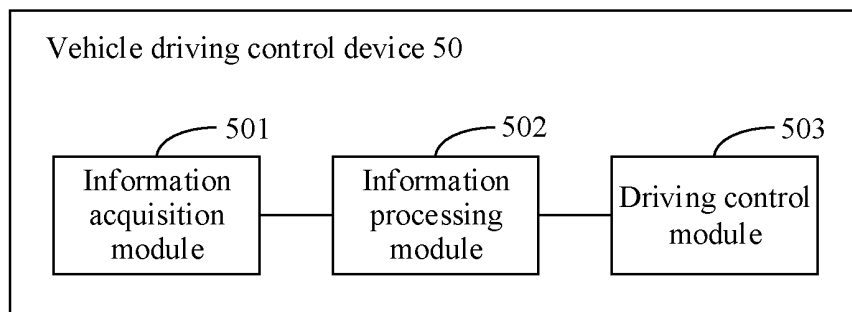 Vehicle driving control device 50
501
502
503
Information
acquisition
module
Information
processing
module
Driving control
module